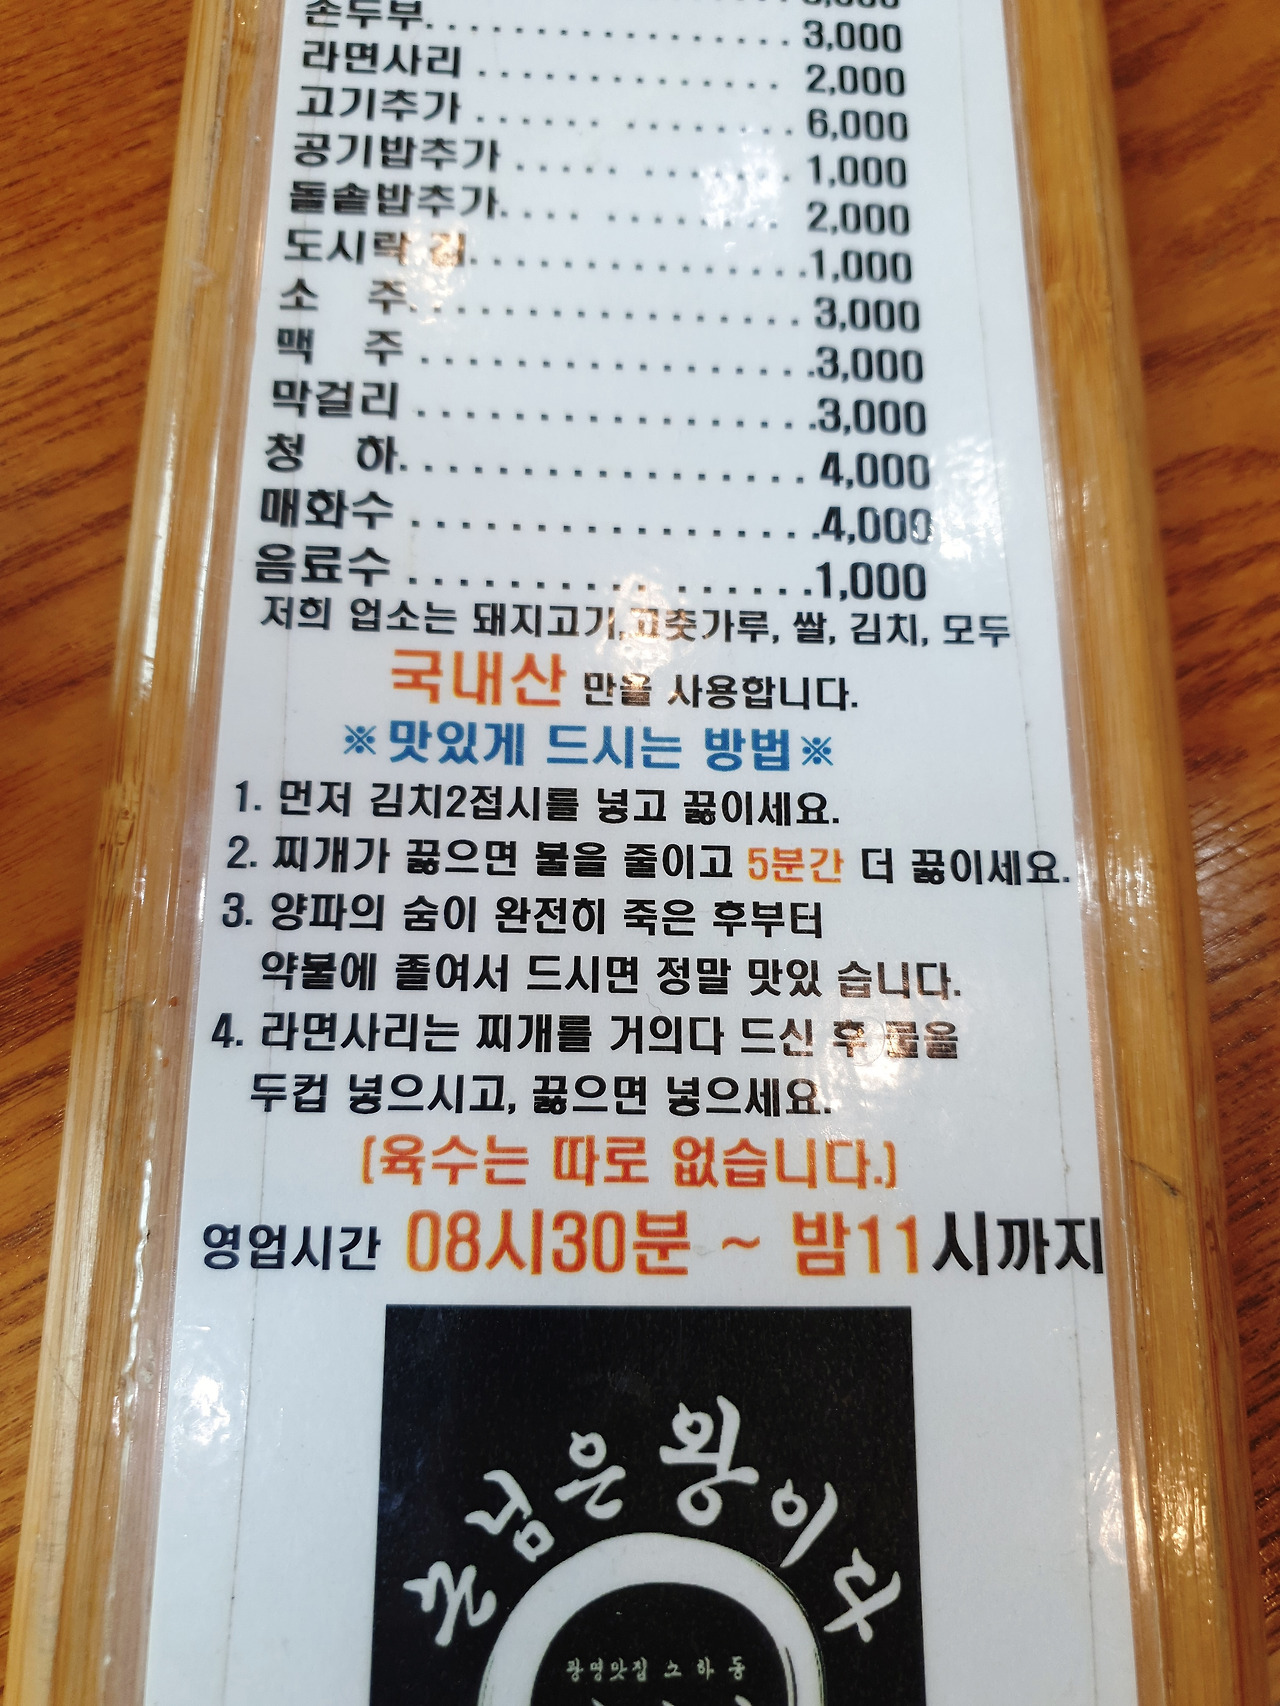 손두부. . . . . . . . . . . . . . . . . . . . 3,000
라면사리 . . . . . . . . . . . . . . . . 2,000
고기추가 . . . . . . . . . . . . . . . 6,000
공기밥추가 . . . . . . . . . . . . . 1,000
돌솥밥추가. . . . . . . . . . . . . 2,000
도시락 김. . . . . . . . . . . . . . . . . .1,000
소 주. . . . . . . . . . . . . . . . . . . . 3,000
맥 주 . . . . . . . . . . . . . . . . . . .3,000
막걸리 . . . . . . . . . . . . . . . . . . .3,000
청 하. . . . . . . . . . . . . . . . . . . 4,000
매화수 . . . . . . . . . . . . . . . . . . .4,000
음료수 . . . . . . . . . . . . . . . . . .1,000
저희 업소는 돼지고기,고춧가루, 쌀, 김치, 모두
국내산 만을 사용합니다.
※맛있게 드시는 방법※
1. 먼저 김치2접시를 넣고 끓이세요.
2. 찌개가 끓으면 불을 줄이고 5분간 더 끓이세요.
3. 양파의 숨이 완전히 죽은 후부터
약불에 졸여서 드시면 정말 맛있 습니다.
4. 라면사리는 찌개를 거의다 드신 후 물을
두컵 넣으시고, 끓으면 넣으세요.
(육수는 따로 없습니다.)
영업시간 08시30분 ~ 밤11시까지
손님은 왕이다
광명맛집 소하동